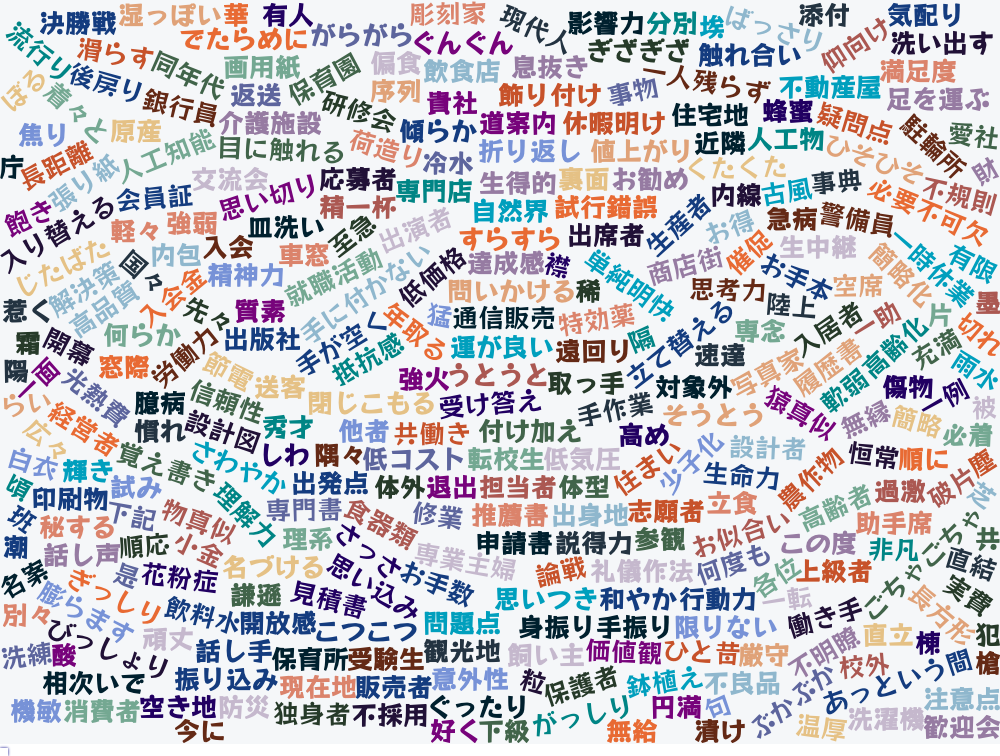 決勝戦
湿っぽい
華
有人
彫刻家
現代人
影響力
分別
埃
ばっさり
添付
気配り
流行り
滑らす
でたらめに
がらがら
ぐんぐん
ぎざぎざ
触れ合い
仰向け
洗い出す
後戻り
同年代
画用紙
保育園
偏食
飲食店
息抜き
一人残らず
不動産屋
満足度
ぼる
着々と
銀行員
返送
研修会
序列
貴社
飾り付け
事物
住宅地
蜂蜜
疑問点
足を運ぶ
駐輪所
愛社
焦り
原産
介護施設
傾らか
道案内
休暇明け
近隣
人工物
庁
長距離
張り紙
人工知能
目に触れる
荷造り
冷水
折り返し
値上がり
くたくた
ひそひそ
不規則
財
飽き
入り替える
会員証
交流会
思い切り
応募者
専門店
生得的
裏面
お勧め
内線
古風
事典
必要不可欠
軽々
強弱
皿洗い
精一杯
自然界
試行錯誤
生産者
お得
急病
警備員
じたばた
国々
内包
入会
車窓
至急
出演者
すらすら
出席者
商店街
催促
生中継
一時休業
有限
解決策
高品質
入会金
精神力
就職活動
手に付かない
低価格
達成感
襟
単純明快
お手本
空席
簡略化
惹く
先々
質素
問いかける
稀
思考力
陸上
墨
霜
開幕
何らか
出版社
手が空く
年取る
猛
通信販売
特効薬
隔
立て替える
専念
入居者
一助
片
切れ
陽
面
窓際
労働力
抵抗感
運が良い
遠回り
速達
履歴書
高齢化
充満
雨水
光熱費
節電
送客
強火
うとうと
取っ手
対象外
写真家
軟弱
傷物
一例
らい
経営者
臆病
信頼性
閉じこもる
受け答え
手作業
そうとう
猿真似
無縁
簡略
被
広々
慣れ
設計図
秀才
他者
共働き
付け加え
高め
必着
白衣
輝き
覚え書き
さわやか
しわ
隅々
低コスト
転校生
低気圧
住まい
少子化
設計者
恒常
順に
頃
印刷物
試み
理解力
出発点
体外
退出
担当者
体型
生命力
農作物
過激
破片
塵
芝
班
秘する
下記
物真似
専門書
食器類
修業
推薦書
出身地
志願者
立食
高齢者
助手席
潮
話し声
順応
小金
理系
さっさ
専業主婦
申請書
説得力
参観
お似合い
この度
非凡
ごちゃごちゃ
共
直結
名案
ぎっしり
是
花粉症
名づける
思い込み
お手数
論戦
礼儀作法
何度も
各位
上級者
実費
別々
膨らます
飲料水
謙遜
見積書
思いつき
和やか
行動力
一転
働き手
長方形
犯
びっしょり
頑丈
開放感
こつこつ
問題点
身振り手振り
限りない
不明瞭
直立
棟
洗練
酸
話し手
保育所
受験生
観光地
飼い主
価値観
ひと昔
厳守
校外
あっという間
槍
相次いで
振り込み
現在地
販売者
意外性
粒
保護者
鉢植え
不良品
ぶかぶか
注意点
機敏
消費者
空き地
防災
独身者
不採用
ぐったり
がっしり
円満
句
温厚
洗濯機
歓迎会
今に
好く
下級
無給
漬け